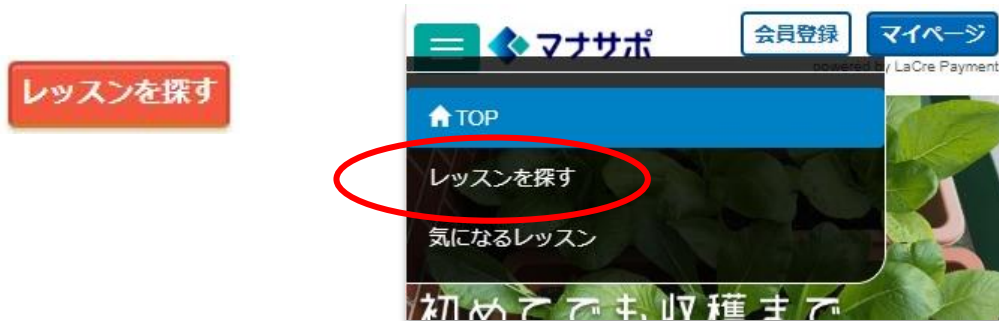 レッスンを探す
マナサポ
会員登録
マイページ
powered by LaCre Payment
TOP
レッスンを探す
気になるレッスン
初めてでも収穫まで